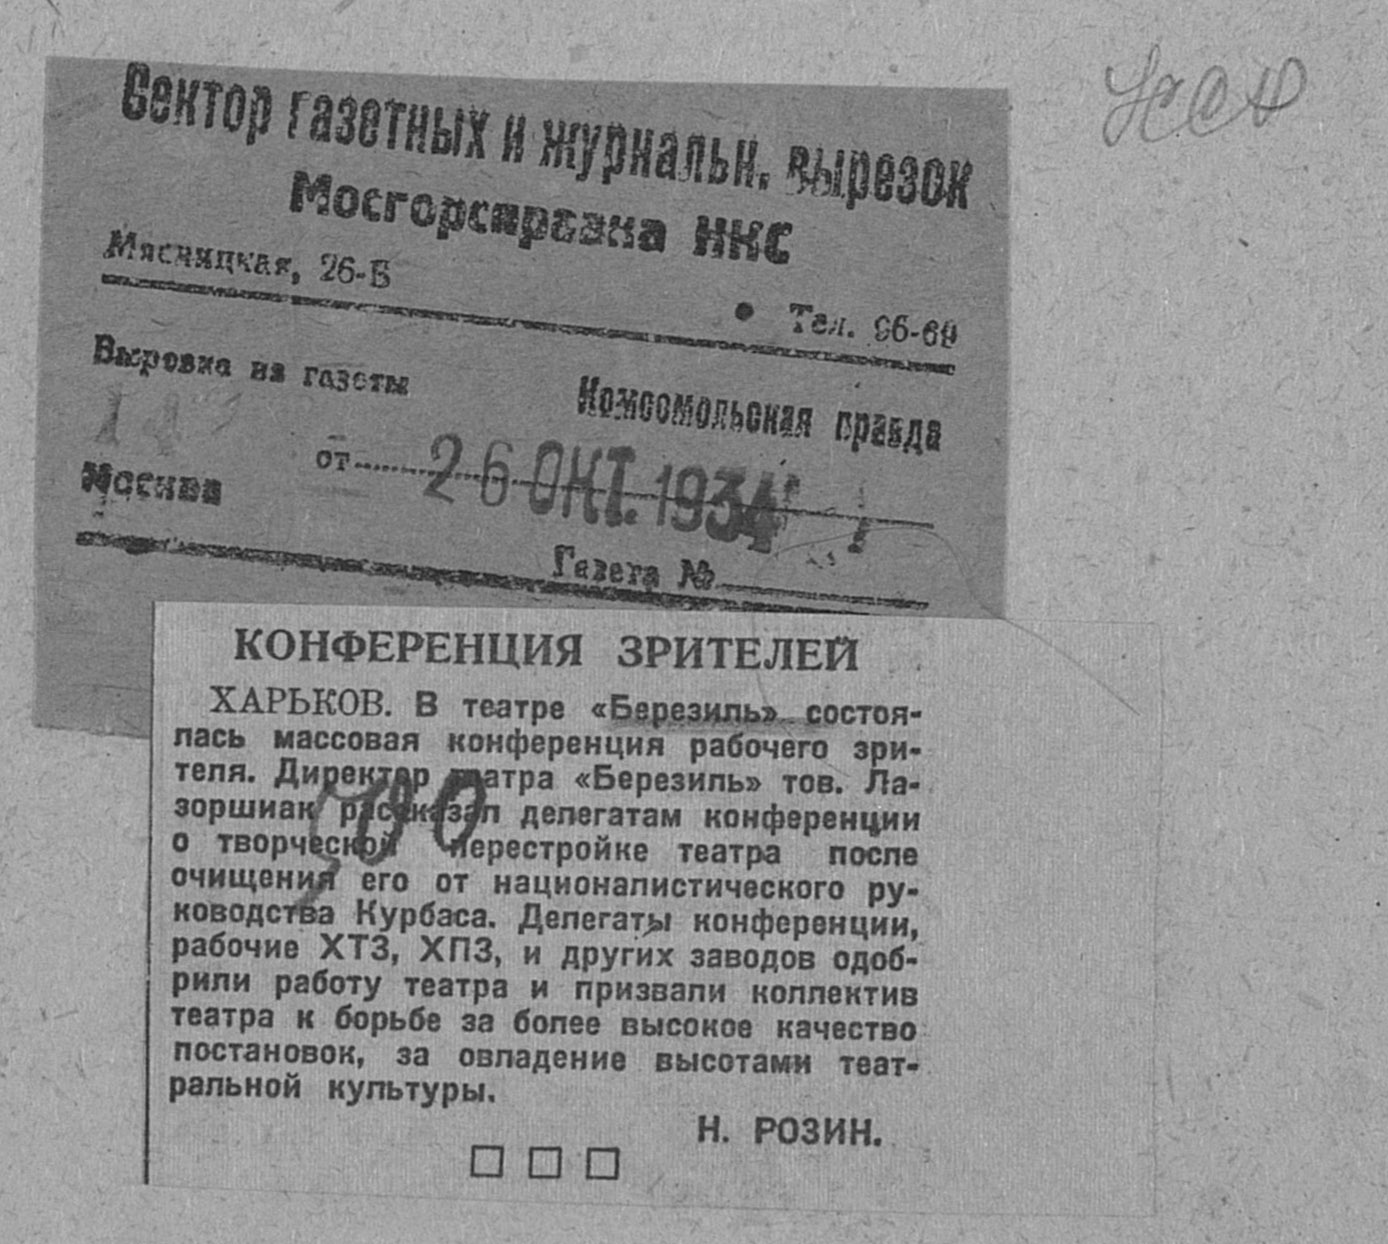 Сектор газетных и журнальн. вырезок
Мосгорсправка НКС
Мясницкая, 26-Б
Тел. 96-69
Вырезка из газеты
Комсомольская правда
Москва
от 26 ОКТ. 1934
Газета №
КОНФЕРЕНЦИЯ ЗРИТЕЛЕЙ
ХАРЬКОВ. В театре «Березиль» состоя-
лась массовая конференция рабочего зри-
теля. Директор театра «Березиль» тов. Ла-
зоршиак рассказал делегатам конференции
о творческой перестройке театра после
очищения его от националистического ру-
ководства Курбаса. Делегаты конференции,
рабочие ХТЗ, ХПЗ, и других заводов одоб-
рили работу театра и призвали коллектив
театра к борьбе за более высокое качество
постановок, за овладение высотами теат-
ральной культуры.
Н. РОЗИН.